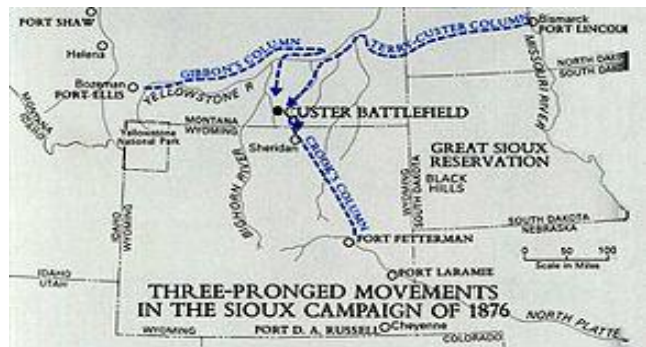 FORT SHAW
Helena
Bozeman
FORT ELLIS
GIBBON'S COLUMN
YELLOWSTONE R
TERRY-CUSTER COLUMN
Bismarck
FORT LINCOLN
MISSOURI RIVER
NORTH DAKOTA
SOUTH DAKOTA
MONTANA
IDAHO
Yellowstone
National Park
MONTANA
WYOMING
CUSTER BATTLEFIELD
Sheridan
BIGHORN RIVER
CROOK'S COLUMN
GREAT SIOUX
RESERVATION
BLACK
HILLS
WYOMING
SOUTH DAKOTA
SOUTH DAKOTA
NEBRASKA
IDAHO
WYOMING
FORT FETTERMAN
FORT LARAMIE
0 50 100
Scale in Miles
IDAHO
UTAH
THREE-PRONGED MOVEMENTS
IN THE SIOUX CAMPAIGN OF 1876
NORTH PLATTE
WYOMING
FORT D. A. RUSSELL
Cheyenne
COLORADO